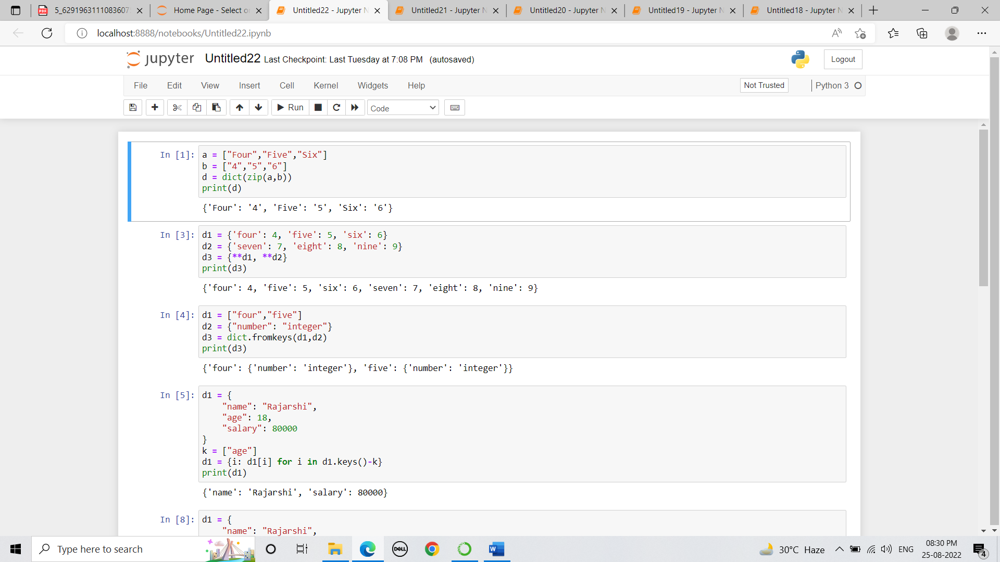 5_6291963111083607
Home Page - Select o
Untitled22 - Jupyter N
Untitled21 - Jupyter N
Untitled20 - Jupyter N
Untitled19 - Jupyter N
Untitled18 - Jupyter N
localhost:8888/notebooks/Untitled22.ipynb
jupyter Untitled22 Last Checkpoint: Last Tuesday at 7:08 PM (autosaved)
Logout
File Edit View Insert Cell Kernel Widgets Help
Not Trusted
Python 3
Run
Code
In [1]: a = ["Four","Five","Six"]
b = ["4","5","6"]
d = dict(zip(a,b))
print(d)
{'Four': '4', 'Five': '5', 'Six': '6'}
In [3]: d1 = {'four': 4, 'five': 5, 'six': 6}
d2 = {'seven': 7, 'eight': 8, 'nine': 9}
d3 = {**d1, **d2}
print(d3)
{'four': 4, 'five': 5, 'six': 6, 'seven': 7, 'eight': 8, 'nine': 9}
In [4]: d1 = ["four","five"]
d2 = {"number": "integer"}
d3 = dict.fromkeys(d1,d2)
print(d3)
{'four': {'number': 'integer'}, 'five': {'number': 'integer'}}
In [5]: d1 = {
"name": "Rajarshi",
"age": 18,
"salary": 80000
}
k = ["age"]
d1 = {i: d1[i] for i in d1.keys()-k}
print(d1)
{'name': 'Rajarshi', 'salary': 80000}
In [8]: d1 = {
"name": "Rajarshi",
Type here to search
DELL
30°C Haze
ENG
08:30 PM
25-08-2022
4